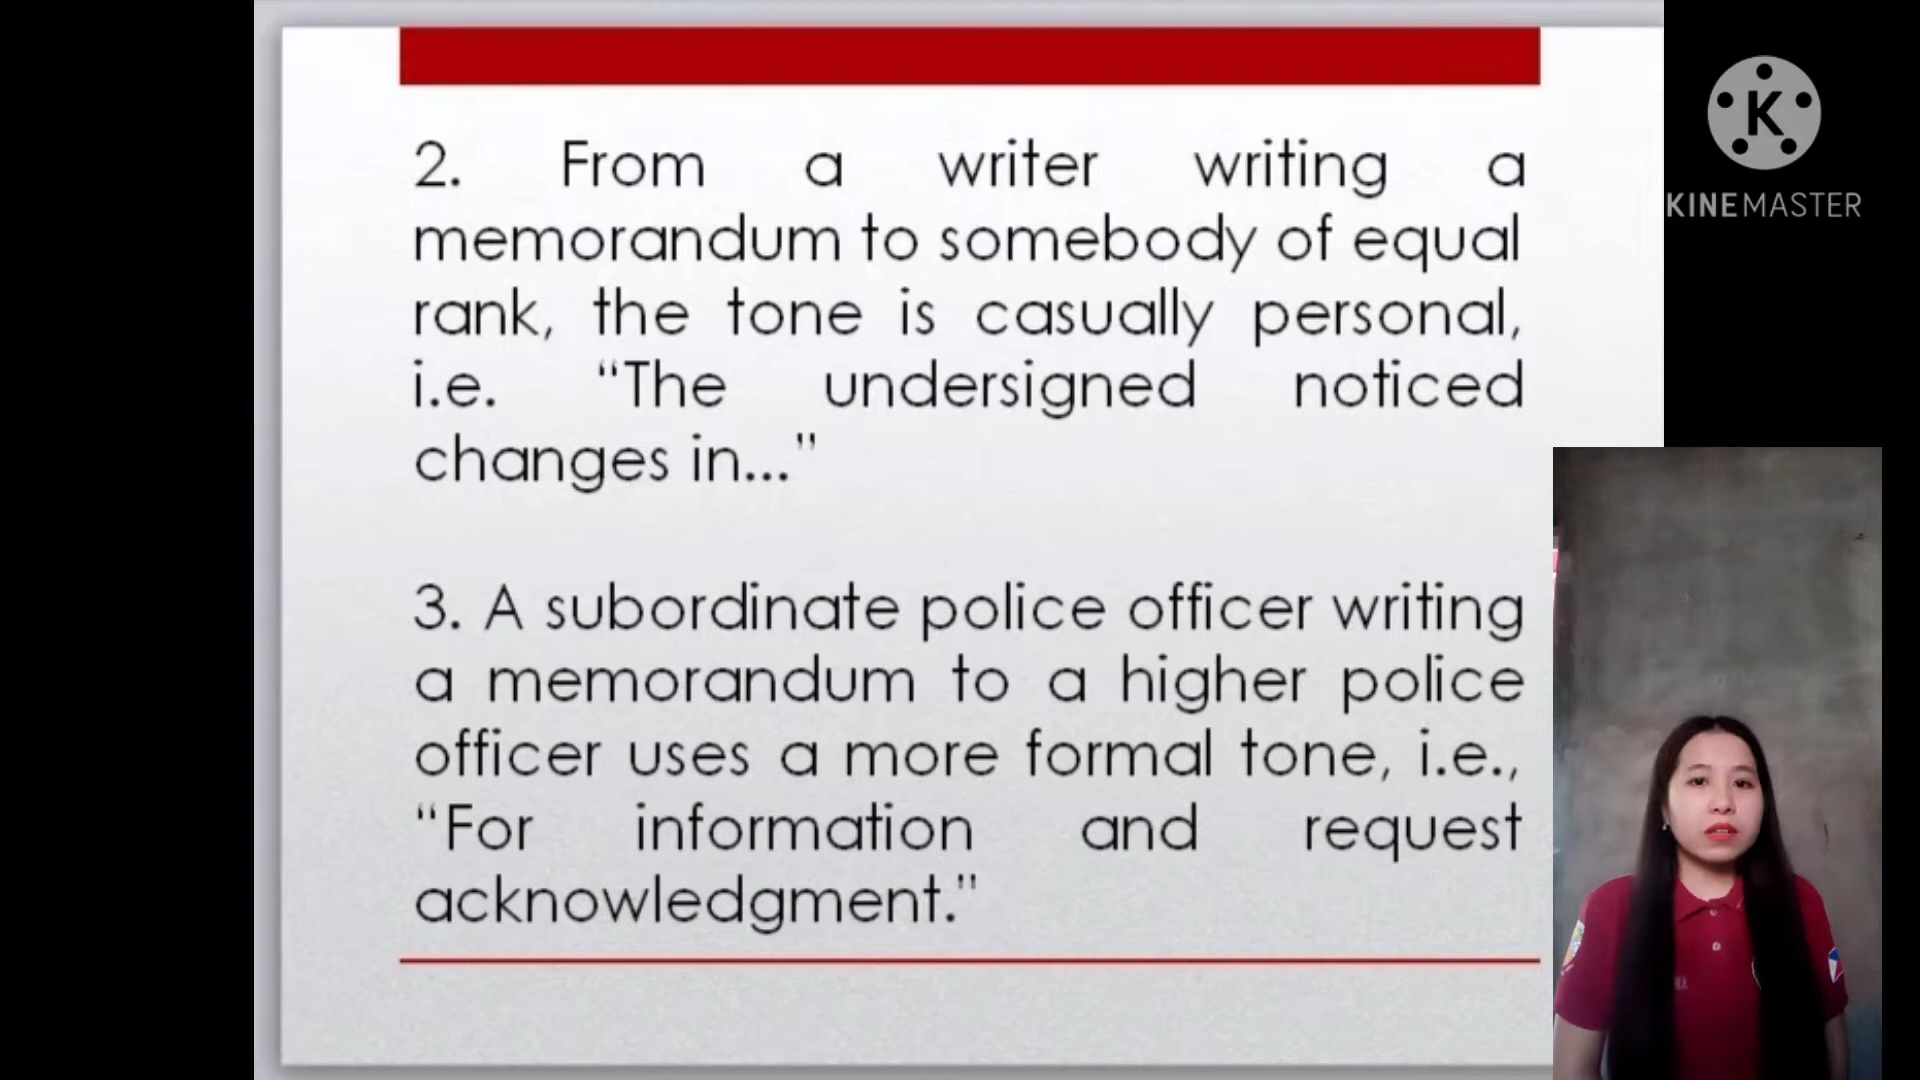 2. From a writer writing a
memorandum to somebody of equal
rank, the tone is casually personal,
i.e. “The undersigned noticed
changes in...”
3. A subordinate police officer writing
a memorandum to a higher police
officer uses a more formal tone, i.e.,
“For information and request
acknowledgment.”
K
KINEMASTER